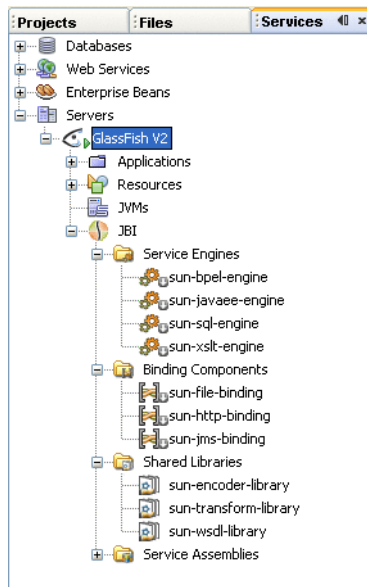 Projects Files Services
Databases
Web Services
Enterprise Beans
Servers
GlassFish V2
Applications
Resources
JVMs
JBI
Service Engines
sun-bpel-engine
sun-javaee-engine
sun-sql-engine
sun-xslt-engine
Binding Components
sun-file-binding
sun-http-binding
sun-jms-binding
Shared Libraries
sun-encoder-library
sun-transform-library
sun-wsdl-library
Service Assemblies